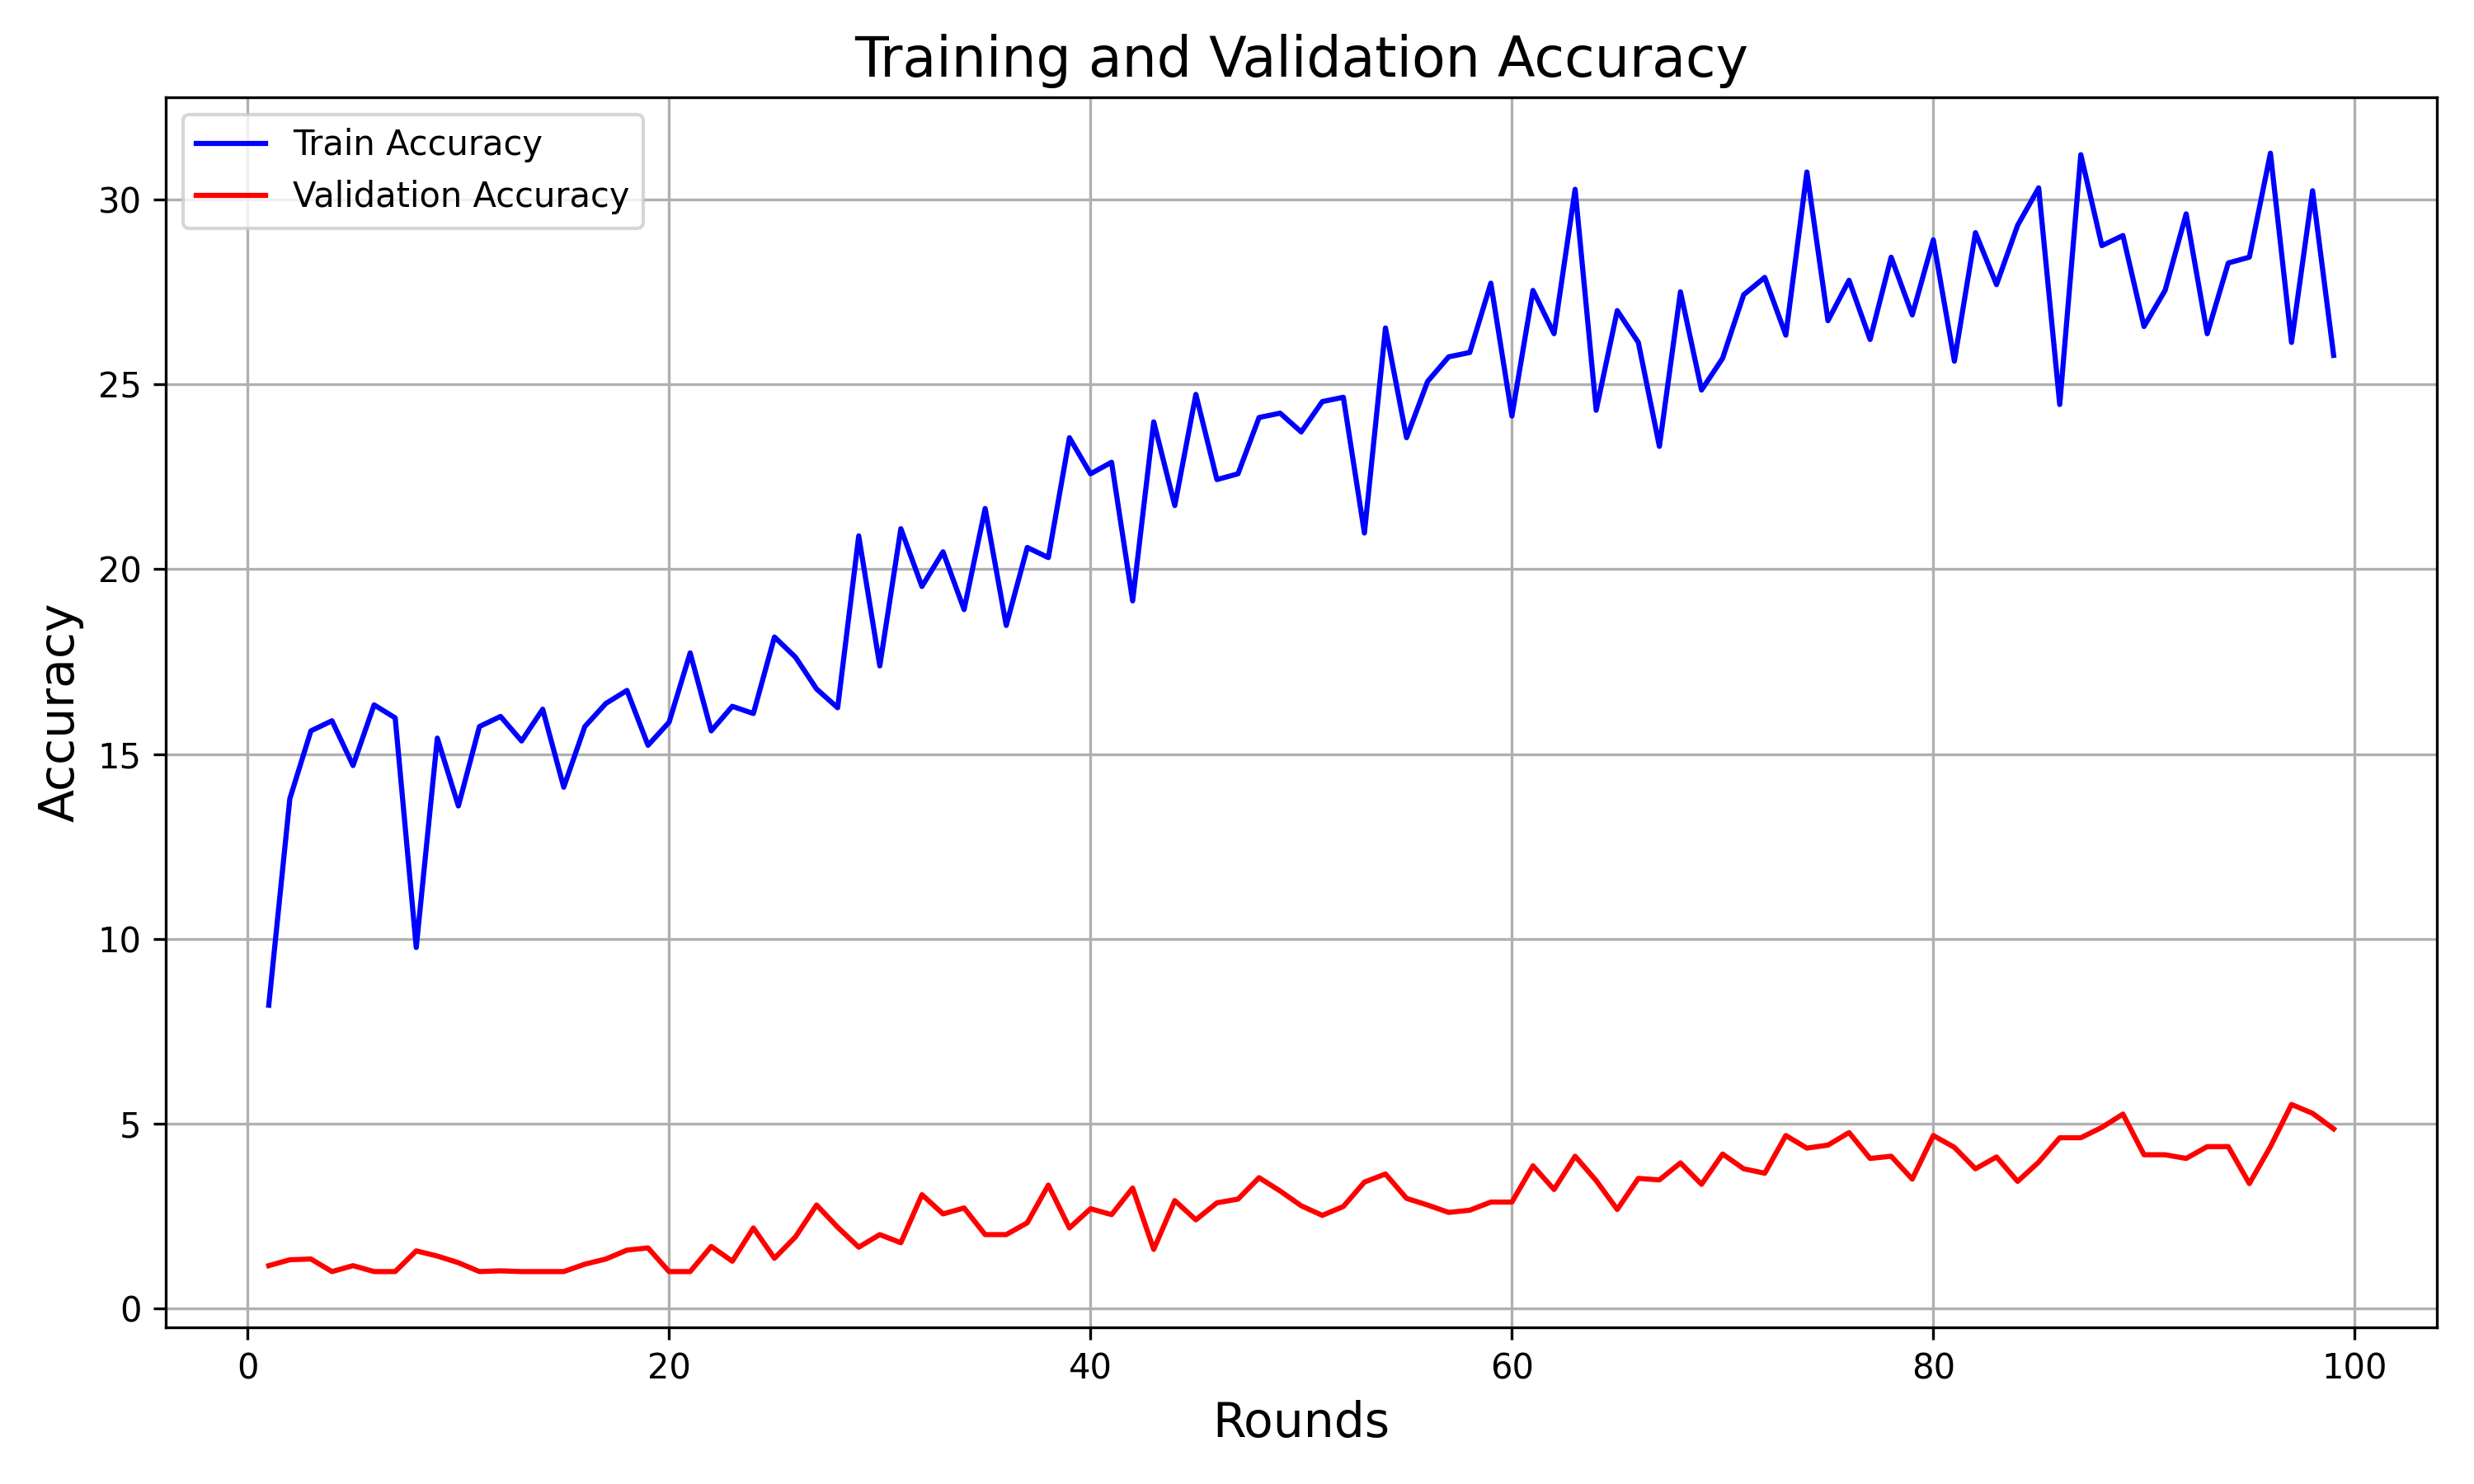 Training and Validation Accuracy
Train Accuracy
Validation Accuracy
Accuracy
30
25
20
15
10
5
0
0 20 40 60 80 100
Rounds